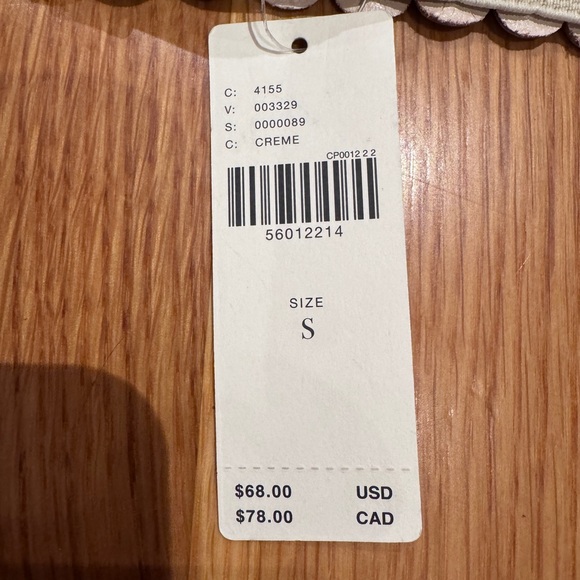 C: 4155
V: 003329
S: 0000089
C: CREME
CP0012 2 2
56012214
SIZE
S
$68.00 USD
$78.00 CAD